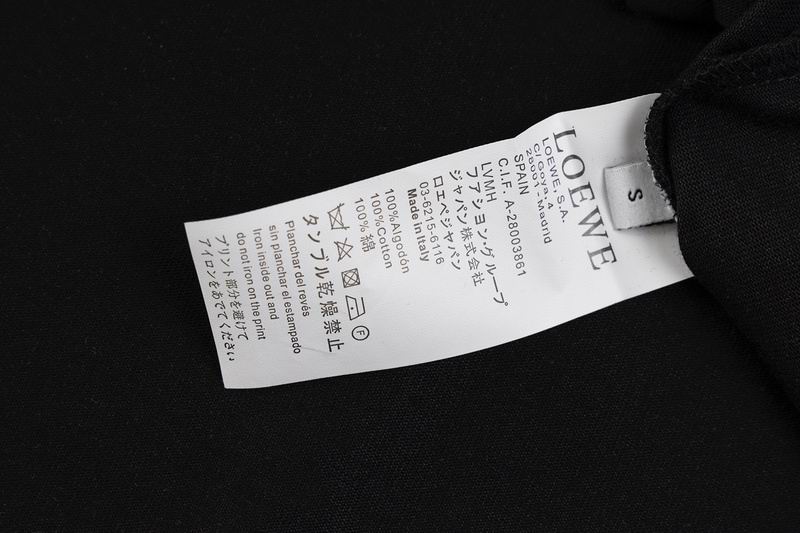 LOEWE
LOEWE, S.A.
C/Goya, 4
28001-Madrid
SPAIN
C.I.F. A-28003861
LVMH
ファション・グループ
ジャパン株式会社
ロエベジャパン
03-6215-6116
Made in Italy
100%Algodón
100%Cotton
100% 綿
F
タンブル乾燥禁止
Planchar del revés
sin planchar el estampado
Iron inside out and
do not iron on the print
プリント部分を避けて
アイロンをあててください
S